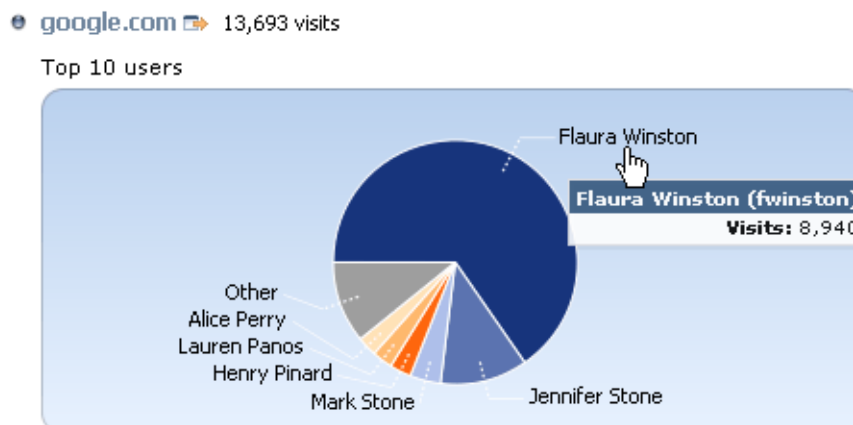 google.com 13,693 visits
Top 10 users
Flaura Winston
Flaura Winston (fwinston)
Visits: 8,940
Other
Alice Perry
Lauren Panos
Henry Pinard
Mark Stone
Jennifer Stone